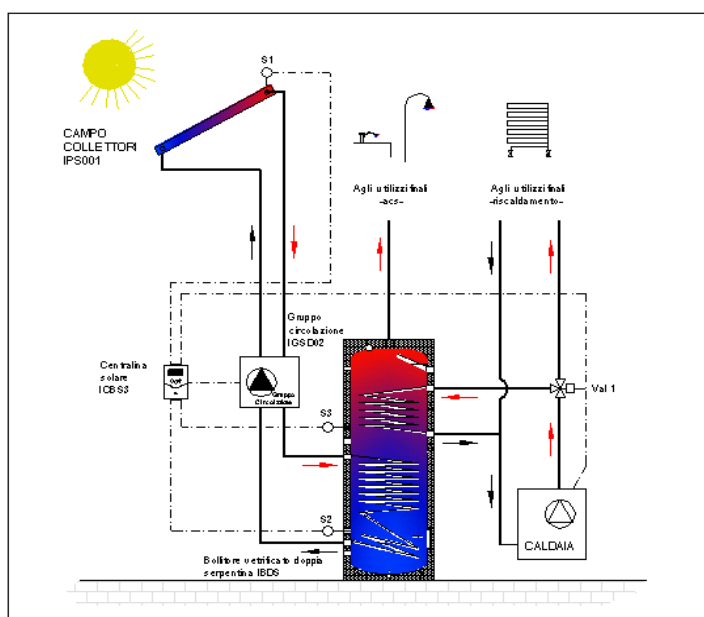 S1
CAMPO
COLLETTORI
IPS001
Agli utilizzi finali
-acs-
Agli utilizzi finali
-riscaldamento-
Gruppo
circolazione
IGSD02
Centralina
solare
ICBS3
Gruppo
Circolazione
S3
Val 1
S2
CALDAIA
Bollitore vetrificato doppia
serpentina IBDS